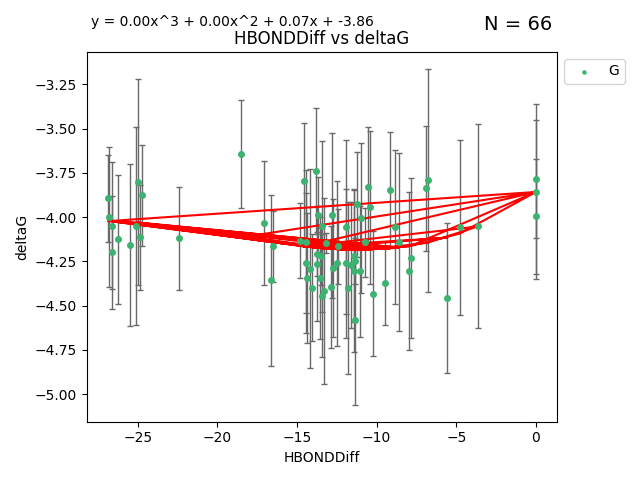 y = 0.00x^3 + 0.00x^2 + 0.07x + -3.86
N = 66
HBONDDiff vs deltaG
G
deltaG
−3.25
−3.50
−3.75
−4.00
−4.25
−4.50
−4.75
−5.00
−25
−20
−15
−10
−5
0
HBONDDiff